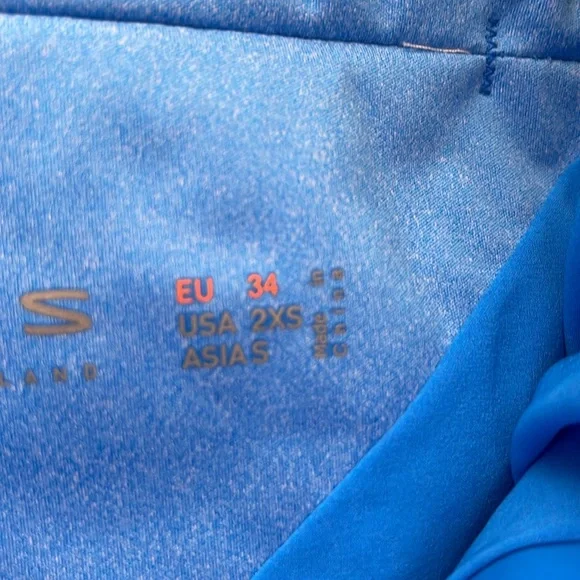 S
LAND
EU 34
USA 2XS
ASIA S
Made in
China